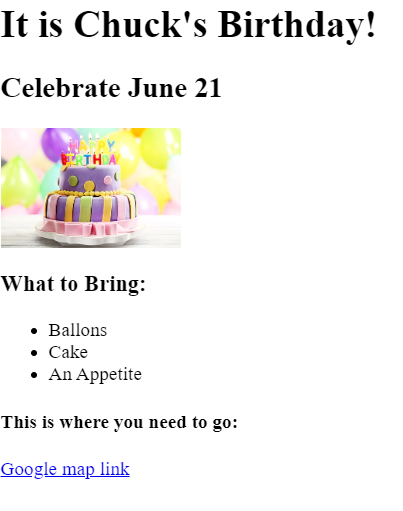 It is Chuck's Birthday!
Celebrate June 21
HAPPY
BIRTHDAY
What to Bring:
Ballons
Cake
An Appetite
This is where you need to go:
Google map link